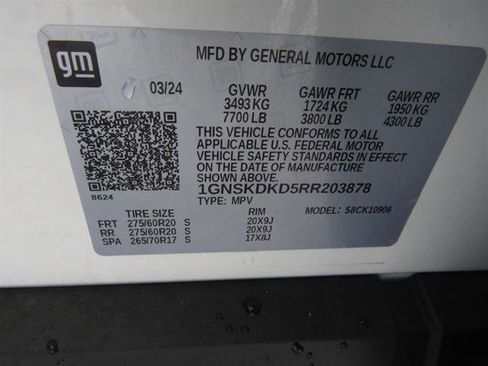 gm
MFD BY GENERAL MOTORS LLC
03/24 GVWR GAWR FRT GAWR RR
3493 KG 1724 KG 1950 KG
7700 LB 3800 LB 4300 LB
THIS VEHICLE CONFORMS TO ALL
APPLICABLE U.S. FEDERAL MOTOR
VEHICLE SAFETY STANDARDS IN EFFECT
ON THE DATE OF MANUFACTURE
1GNSKDKD5RR203878
8624
TYPE: MPV MODEL: 58CK10906
TIRE SIZE RIM
FRT 275/60R20 S 20X9J
RR 275/60R20 S 20X9J
SPA 265/70R17 S 17X8J